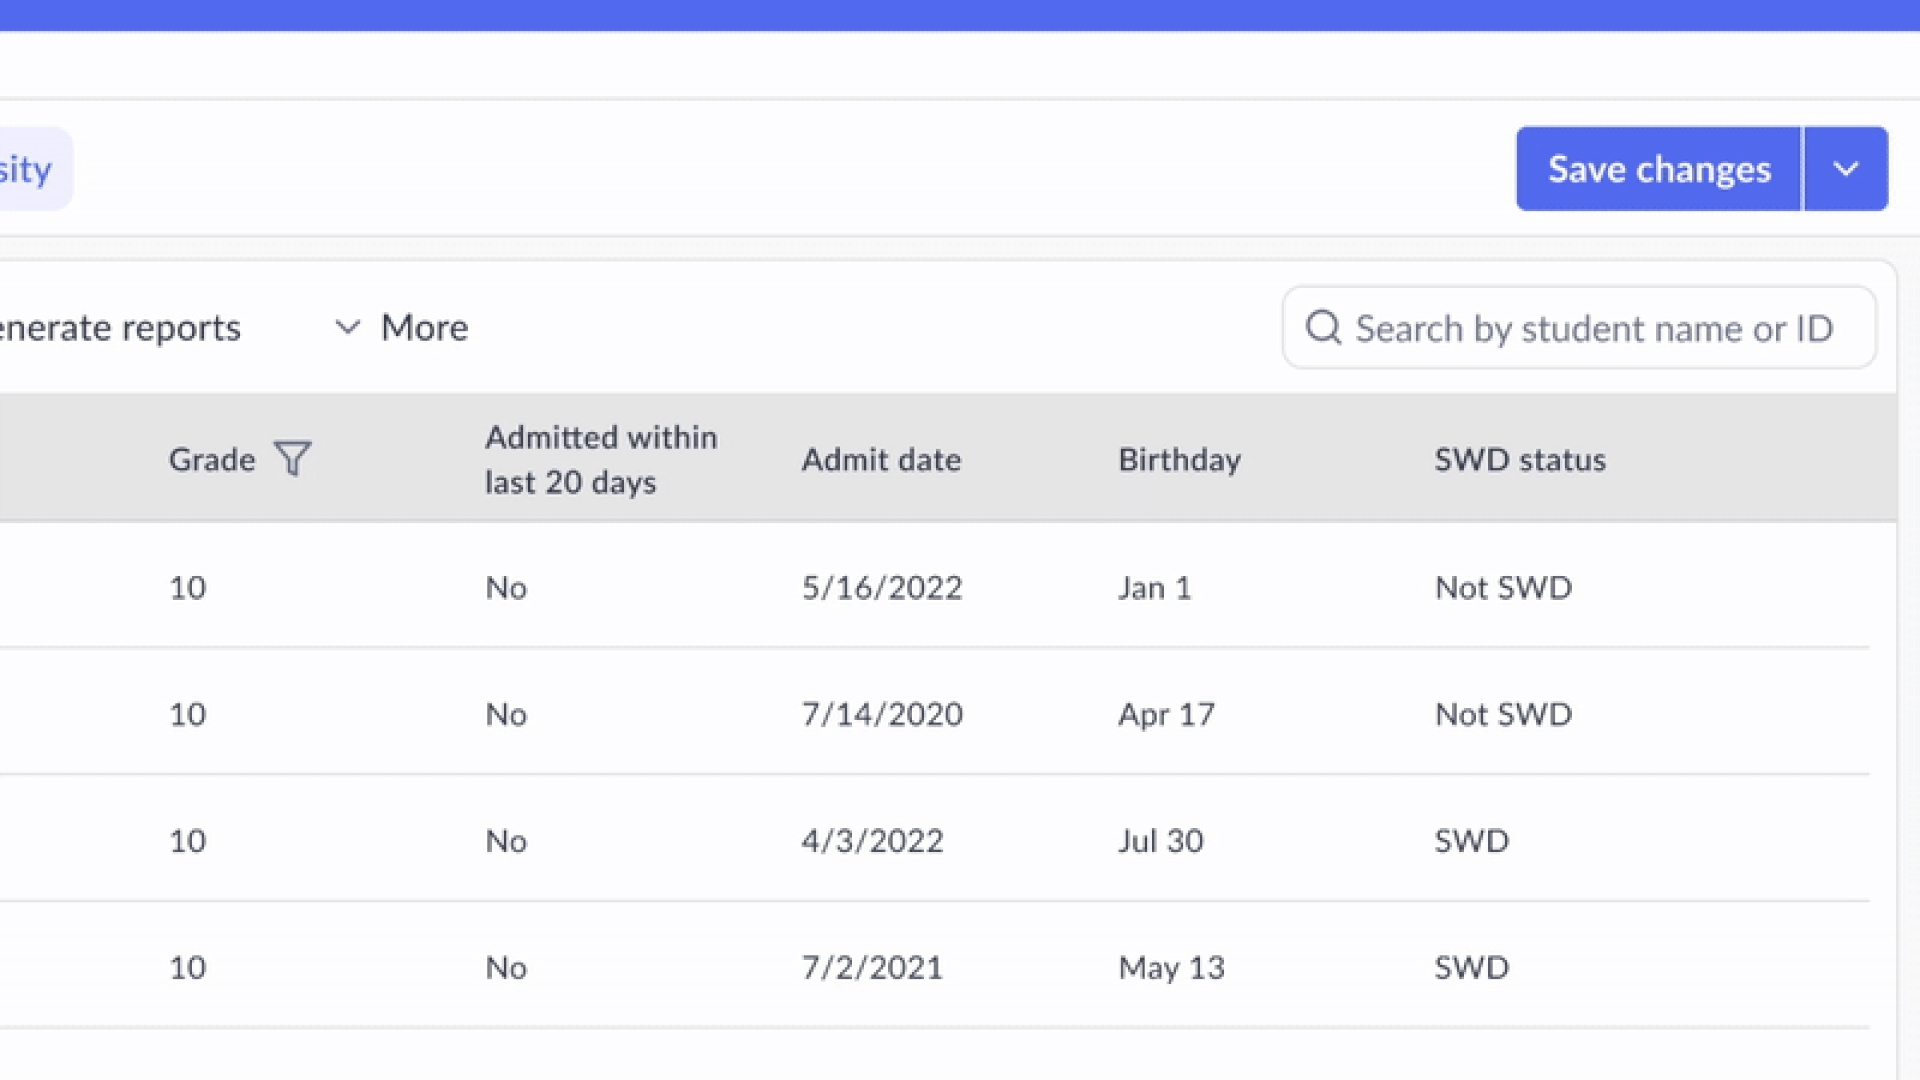 sity
Save changes
enerate reports
More
Search by student name or ID
Grade
Admitted within
last 20 days
Admit date
Birthday
SWD status
10 No 5/16/2022 Jan 1 Not SWD
10 No 7/14/2020 Apr 17 Not SWD
10 No 4/3/2022 Jul 30 SWD
10 No 7/2/2021 May 13 SWD